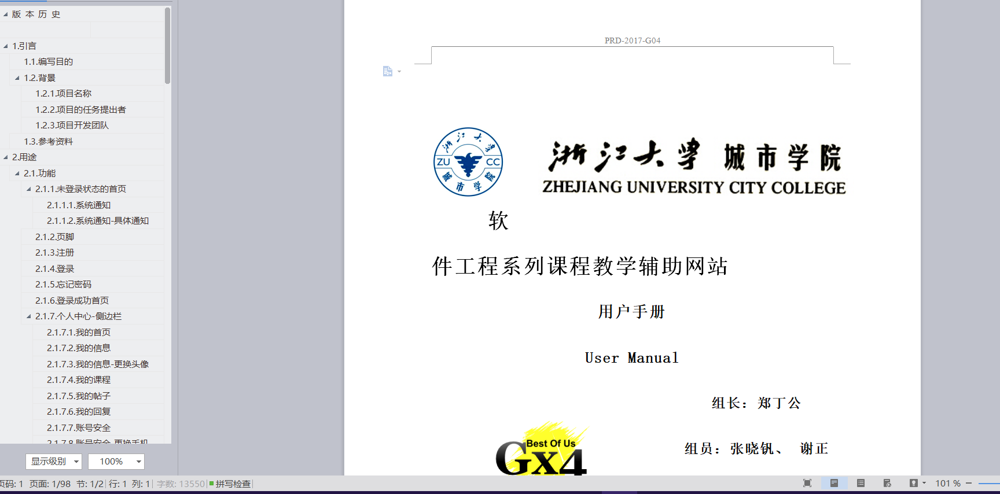 版 本 历 史
1.引言
1.1.编写目的
1.2.背景
1.2.1.项目名称
1.2.2.项目的任务提出者
1.2.3.项目开发团队
1.3.参考资料
2.用途
2.1.功能
2.1.1.未登录状态的首页
2.1.1.1.系统通知
2.1.1.2.系统通知-具体通知
2.1.2.页脚
2.1.3.注册
2.1.4.登录
2.1.5.忘记密码
2.1.6.登录成功首页
2.1.7.个人中心-侧边栏
2.1.7.1.我的首页
2.1.7.2.我的信息
2.1.7.3.我的信息-更换头像
2.1.7.4.我的课程
2.1.7.5.我的帖子
2.1.7.6.我的回复
2.1.7.7.账号安全
2.1.7.8.账号安全-更换手机
显示级别
100%
PRD-2017-G04
浙江大学
ZU CC
城市学院
浙江大学 城市学院
ZHEJIANG UNIVERSITY CITY COLLEGE
软
件工程系列课程教学辅助网站
用户手册
User Manual
组长：郑丁公
Best Of Us
Gx4
组员：张晓钒、 谢正
页码: 1 页面: 1/98 节: 1/2 行: 1 列: 1 字数: 13550 拼写检查
101 %